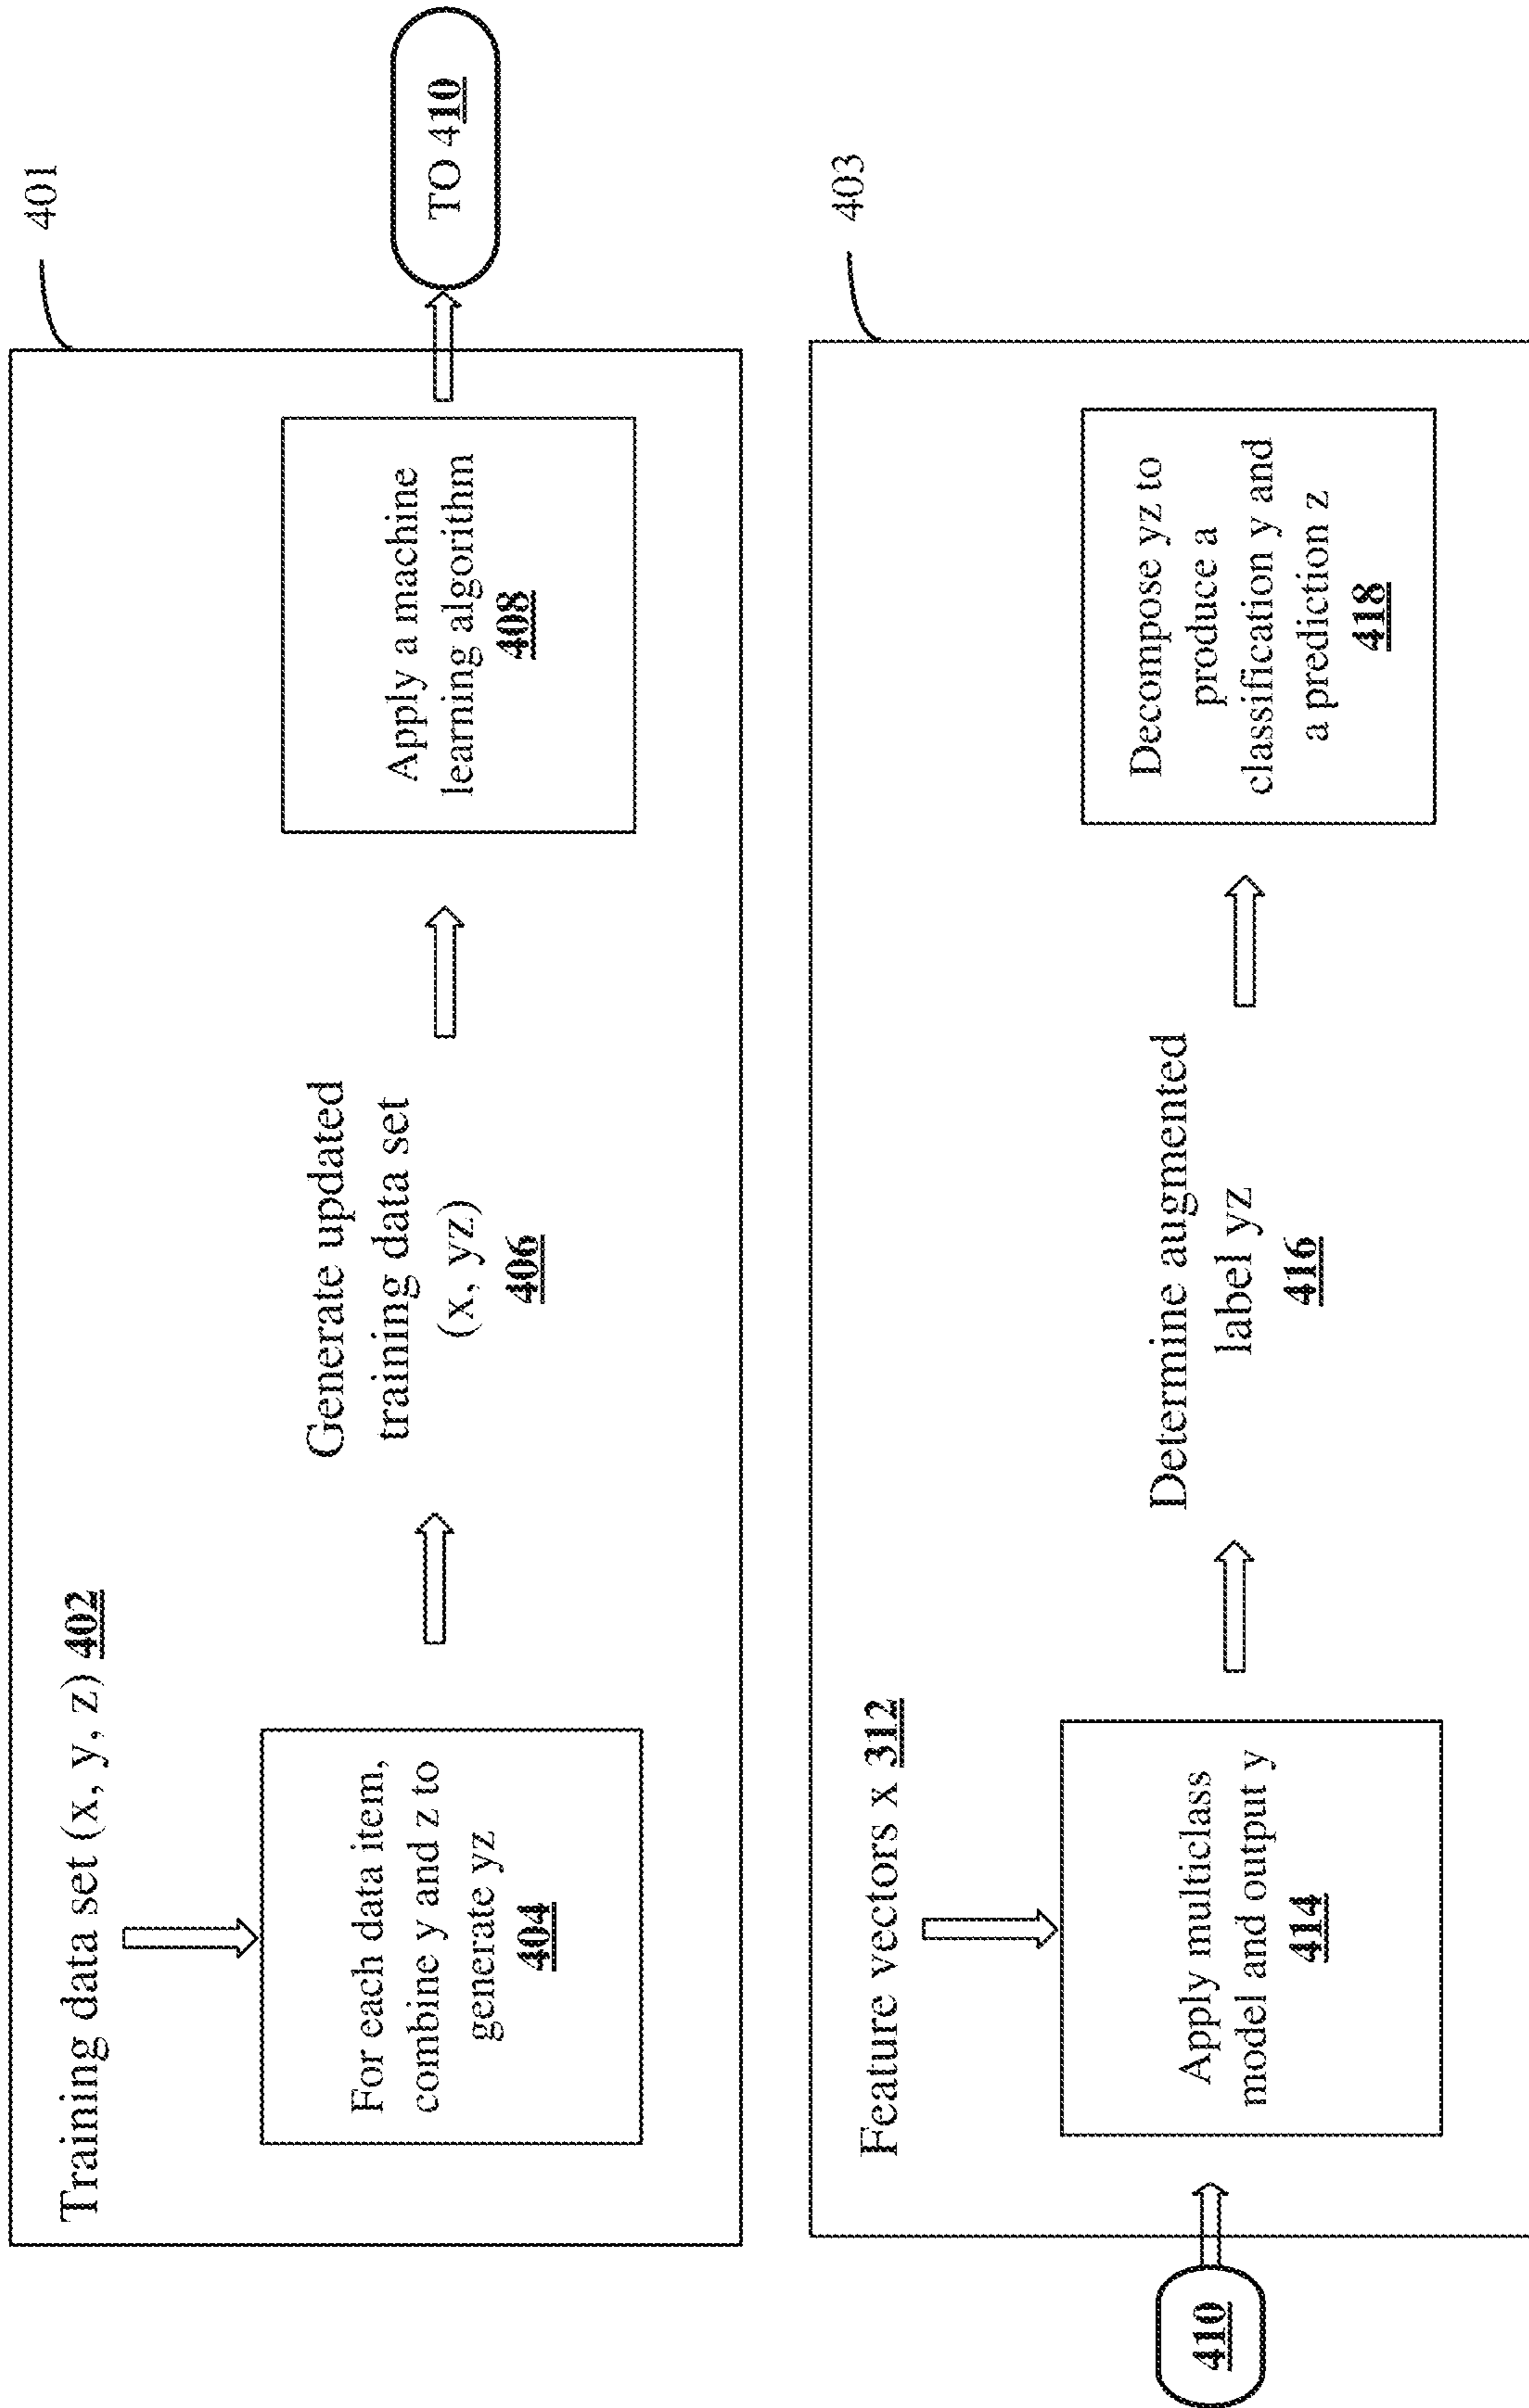 401
Training data set (x, y, z) 402
For each data item,
combine y and z to
generate yz
404
Generate updated
training data set
(x, yz)
406
Apply a machine
learning algorithm
408
TO 410
403
Feature vectors x 312
410
Apply multiclass
model and output y
414
Determine augmented
label yz
416
Decompose yz to
produce a
classification y and
a prediction z
418